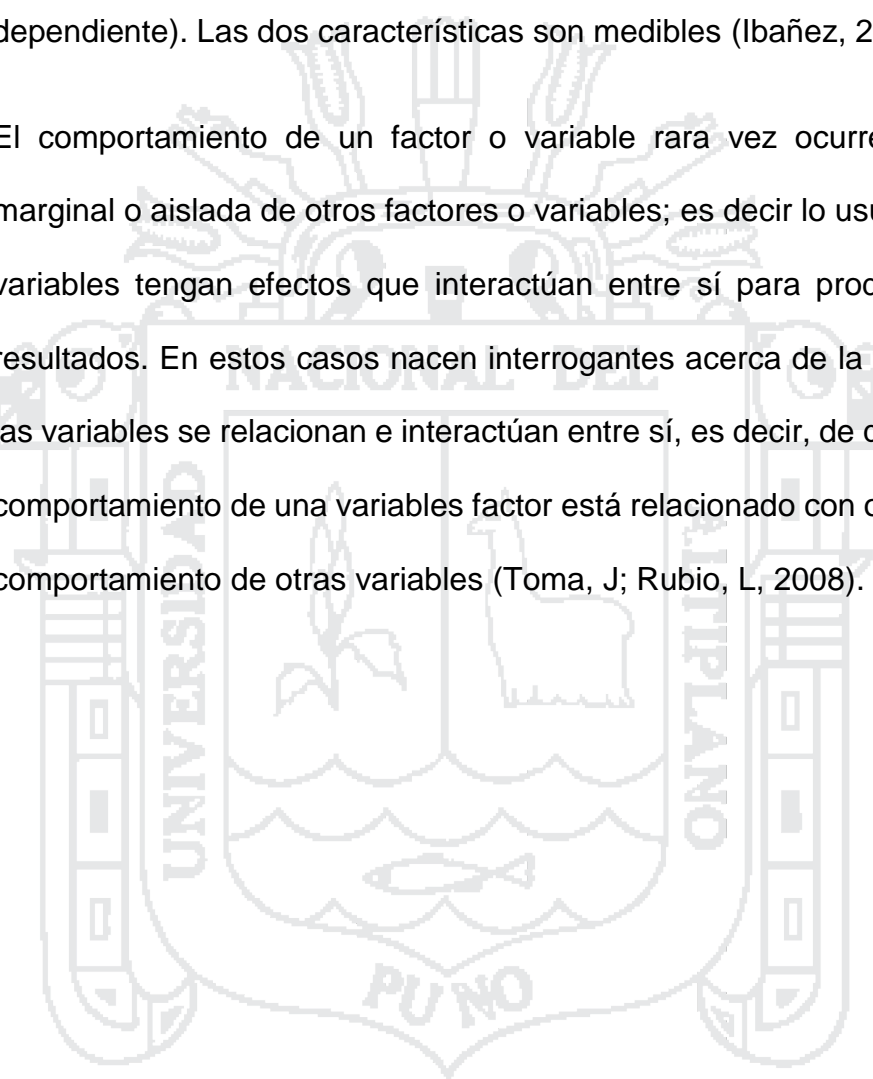 dependiente). Las dos características son medibles (Ibañez, 2
El comportamiento de un factor o variable rara vez ocurre
marginal o aislada de otros factores o variables; es decir lo usu
variables tengan efectos que interactúan entre sí para prod
resultados. En estos casos nacen interrogantes acerca de la
las variables se relacionan e interactúan entre sí, es decir, de
comportamiento de una variables factor está relacionado con
comportamiento de otras variables (Toma, J; Rubio, L, 2008).
NACIONAL DEL
UNIVERSIDAD
ALTIPLANO
PUNO